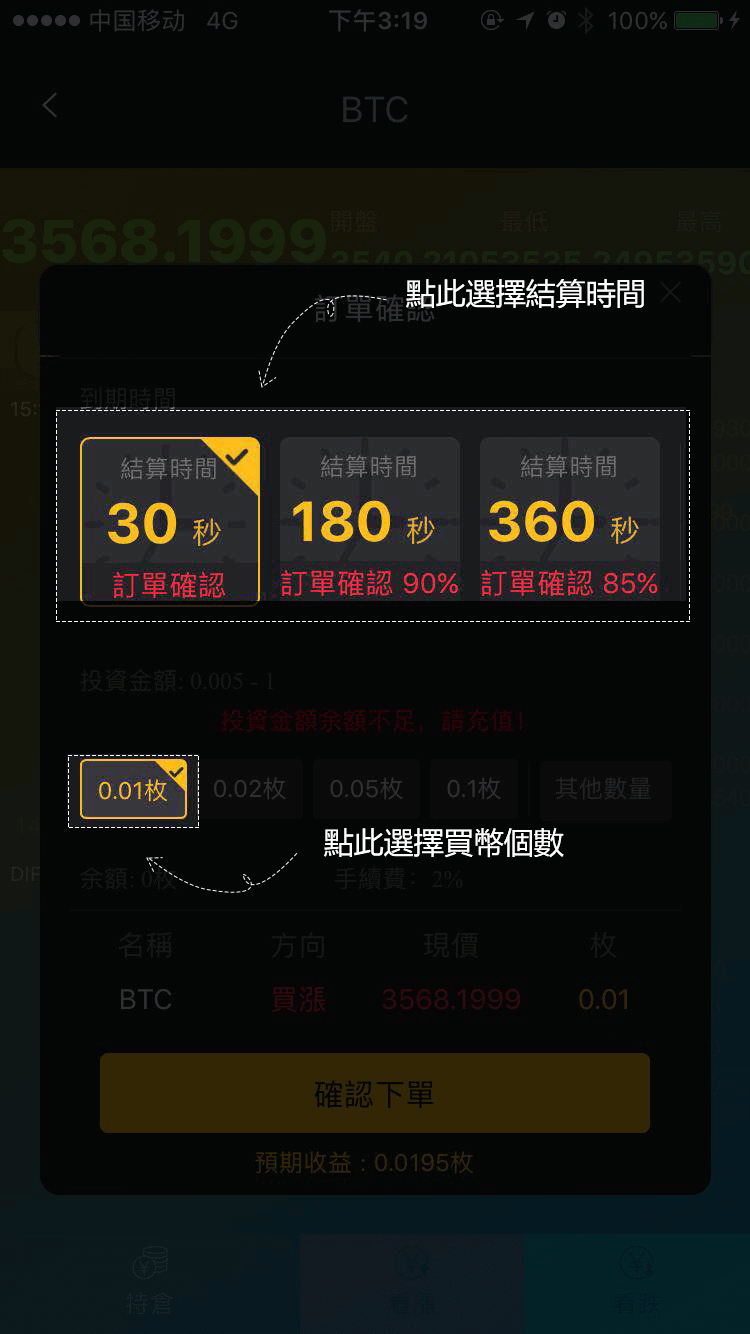 中国移动 4G 下午3:19 100%
BTC
3568.1999
開盤 最低 最高
點此選擇結算時間
訂單確認
到期時間
結算時間 結算時間 結算時間
30 秒 180 秒 360 秒
訂單確認 訂單確認 90% 訂單確認 85%
投資金額: 0.005 - 1
投資金額余額不足，請充值!
0.01枚 0.02枚 0.05枚 0.1枚 其他數量
點此選擇買幣個數
余額: 0枚 手續費: 2%
名稱 方向 現價 枚
BTC 買漲 3568.1999 0.01
確認下單
預期收益 : 0.0195枚
持倉 看漲 看跌